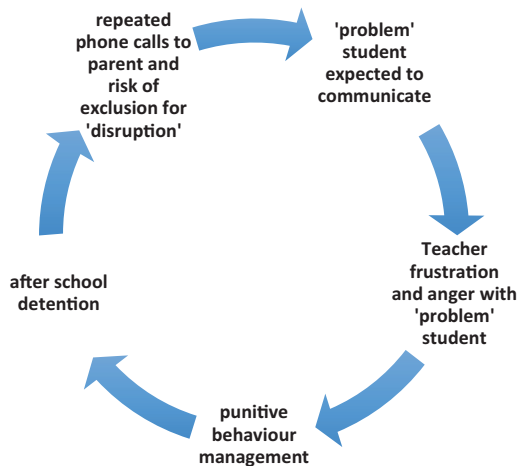 repeated
phone calls to
parent and
risk of
exclusion for
'disruption'
'problem'
student
expected to
communicate
Teacher
frustration
and anger with
'problem'
student
punitive
behaviour
management
after school
detention